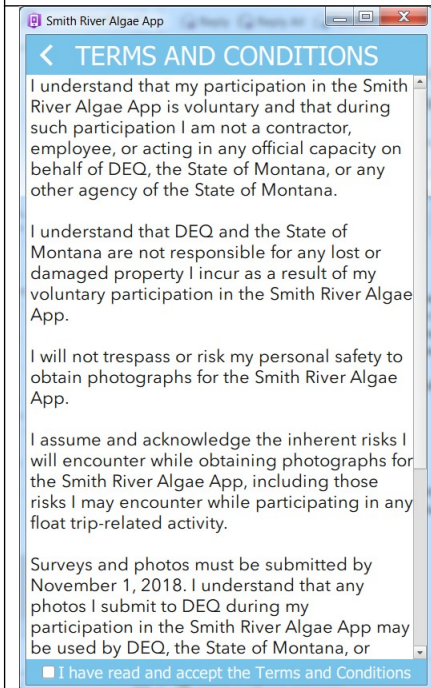 Smith River Algae App
TERMS AND CONDITIONS
I understand that my participation in the Smith
River Algae App is voluntary and that during
such participation I am not a contractor,
employee, or acting in any official capacity on
behalf of DEQ, the State of Montana, or any
other agency of the State of Montana.
I understand that DEQ and the State of
Montana are not responsible for any lost or
damaged property I incur as a result of my
voluntary participation in the Smith River Algae
App.
I will not trespass or risk my personal safety to
obtain photographs for the Smith River Algae
App.
I assume and acknowledge the inherent risks I
will encounter while obtaining photographs for
the Smith River Algae App, including those
risks I may encounter while participating in any
float trip-related activity.
Surveys and photos must be submitted by
November 1, 2018. I understand that any
photos I submit to DEQ during my
participation in the Smith River Algae App may
be used by DEQ, the State of Montana, or
I have read and accept the Terms and Conditions